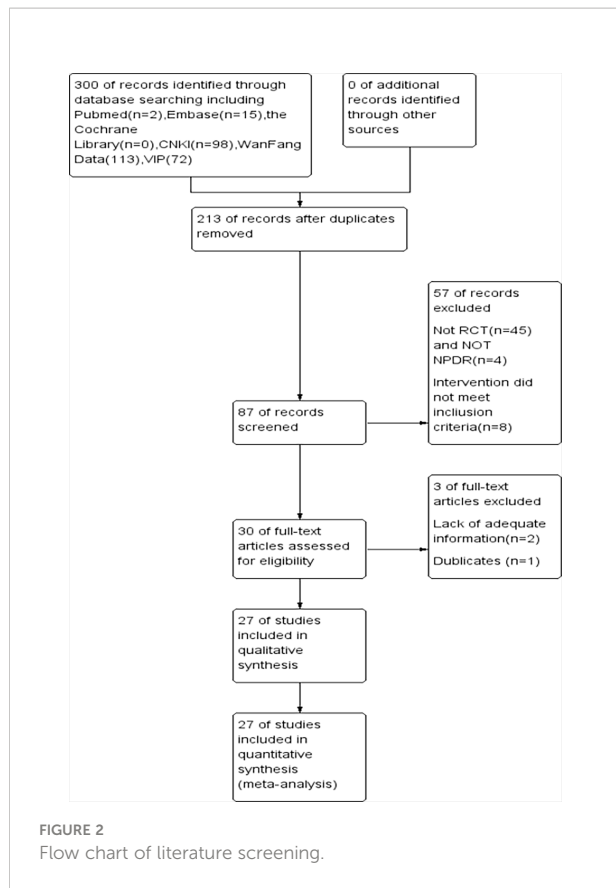 300 of records identified through
database searching including
Pubmed(n=2),Embase(n=15),the
Cochrane
Library(n=0),CNKI(n=98),WanFang
Data(113),VIP(72)
0 of additional
records identified
through other
sources
213 of records after duplicates
removed
57 of records
excluded
Not RCT(n=45)
and NOT
NPDR(n=4)
Intervention did
not meet
incliusion
criteria(n=8)
87 of records
screened
3 of full-text
articles excluded
Lack of adequate
information(n=2)
Dublicates (n=1)
30 of full-text
articles assessed
for eligibility
27 of studies
included in
qualitative
synthesis
27 of studies
included in
quantitative
synthesis
(meta-analysis)
FIGURE 2
Flow chart of literature screening.